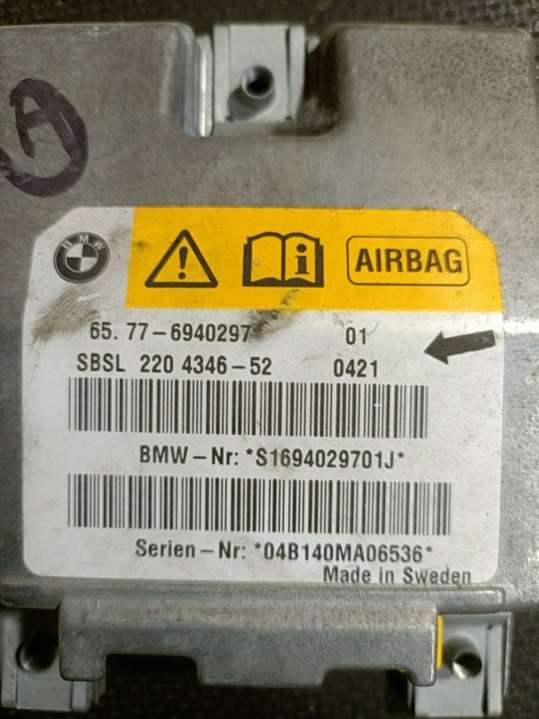 A
BMW
AIRBAG
65. 77-6940297 01
SBSL 220 4346-52 0421
BMW-Nr: *S1694029701J*
Serien-Nr: *04B140MA06536*
Made in Sweden